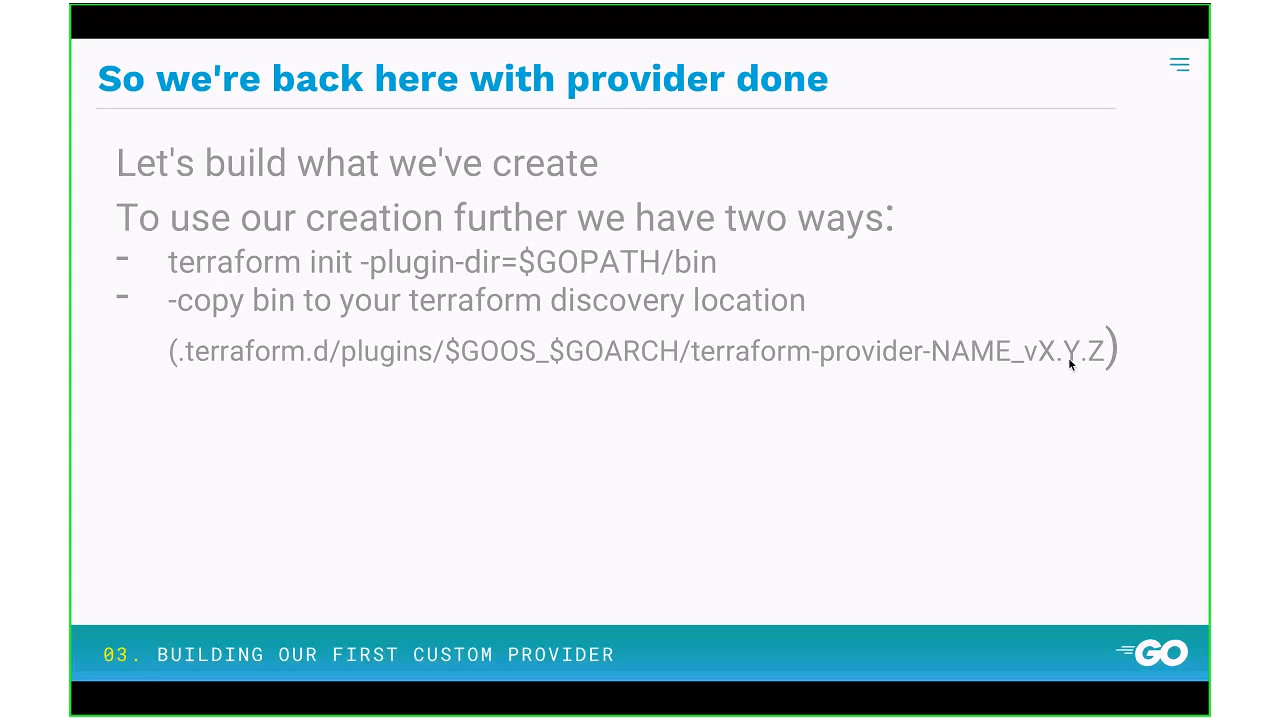 So we're back here with provider done
Let's build what we've create
To use our creation further we have two ways:
- terraform init -plugin-dir=$GOPATH/bin
- -copy bin to your terraform discovery location
(.terraform.d/plugins/$GOOS_$GOARCH/terraform-provider-NAME_vX.Y.Z)
03. BUILDING OUR FIRST CUSTOM PROVIDER
GO